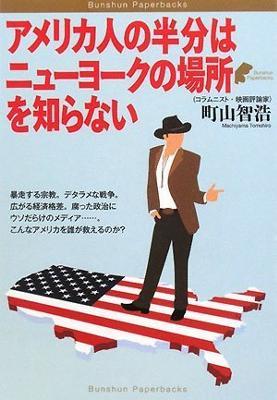 Bunshun Paperbacks
アメリカ人の半分は
ニューヨークの場所
を知らない
Bunshun
Paperbacks
(コラムニスト・映画評論家)
町山智浩
Machiyama Tomohiro
暴走する宗教。デタラメな戦争。
広がる経済格差。腐った政治に
ウソだらけのメディア……。
こんなアメリカを誰が救えるのか?
Bunshun Paperbacks